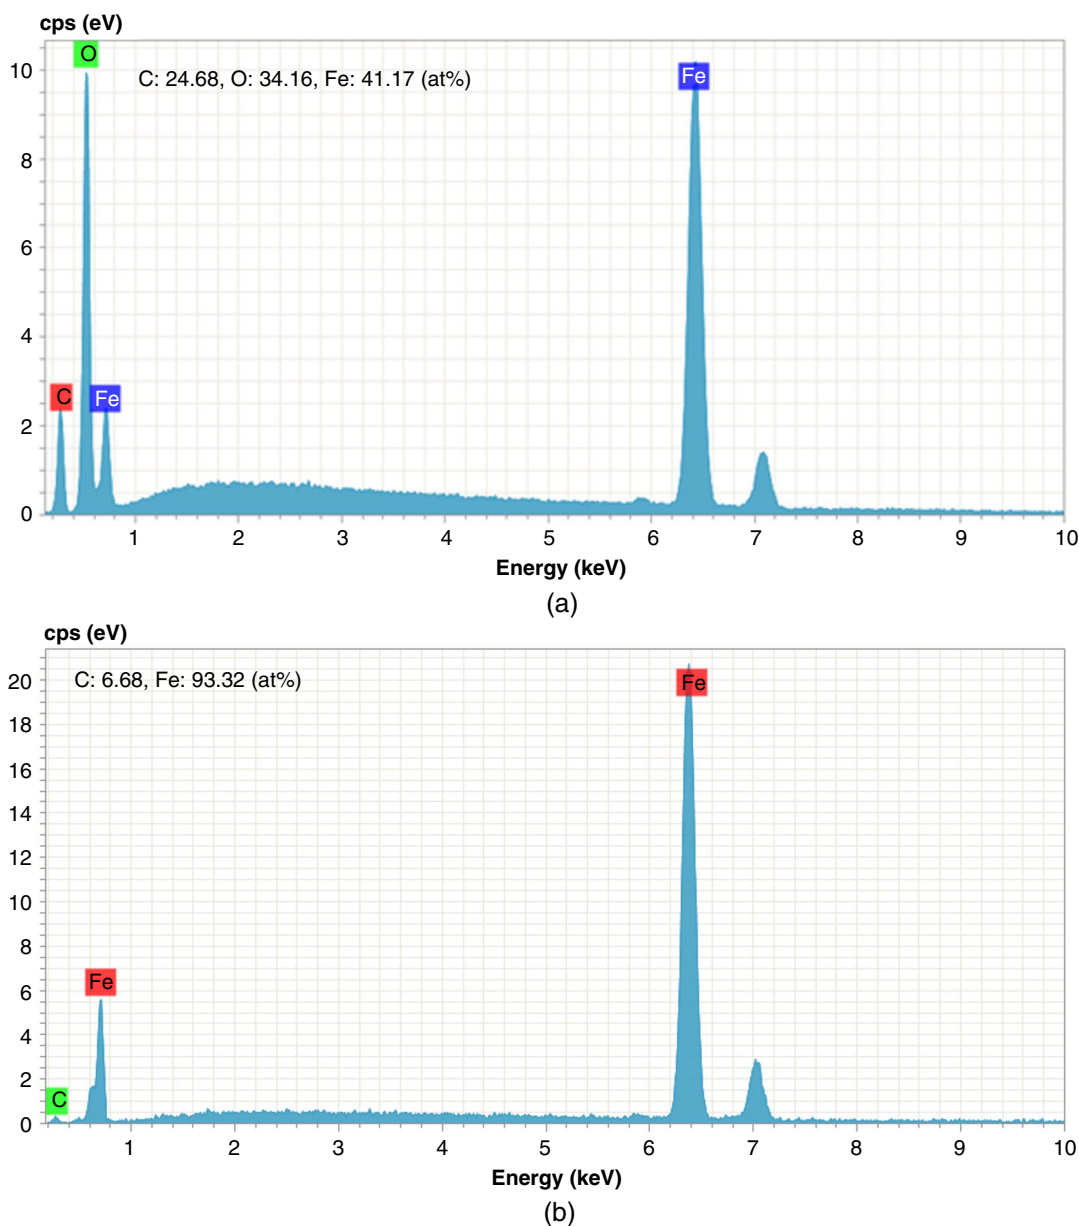 cps (eV)
O
C: 24.68, O: 34.16, Fe: 41.17 (at%)
Fe
C
Fe
10
8
6
4
2
0
1 2 3 4 5 6 7 8 9 10
Energy (keV)
(a)
cps (eV)
C: 6.68, Fe: 93.32 (at%)
Fe
Fe
C
20
18
16
14
12
10
8
6
4
2
0
1 2 3 4 5 6 7 8 9 10
Energy (keV)
(b)